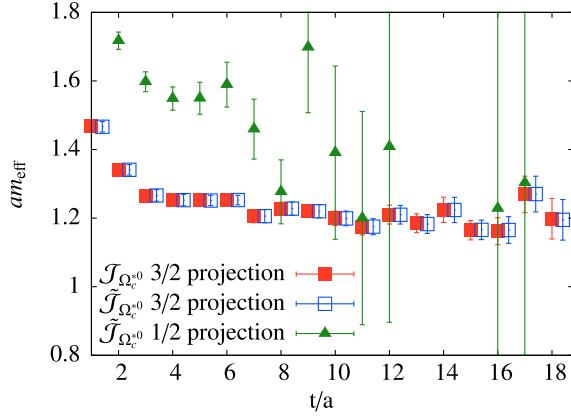 1.8
1.6
1.4
1.2
1
0.8
am_eff
𝒥_{Ω_c^{*0}} 3/2 projection
𝒥̃_{Ω_c^{*0}} 3/2 projection
𝒥̃_{Ω_c^{*0}} 1/2 projection
2 4 6 8 10 12 14 16 18
t/a